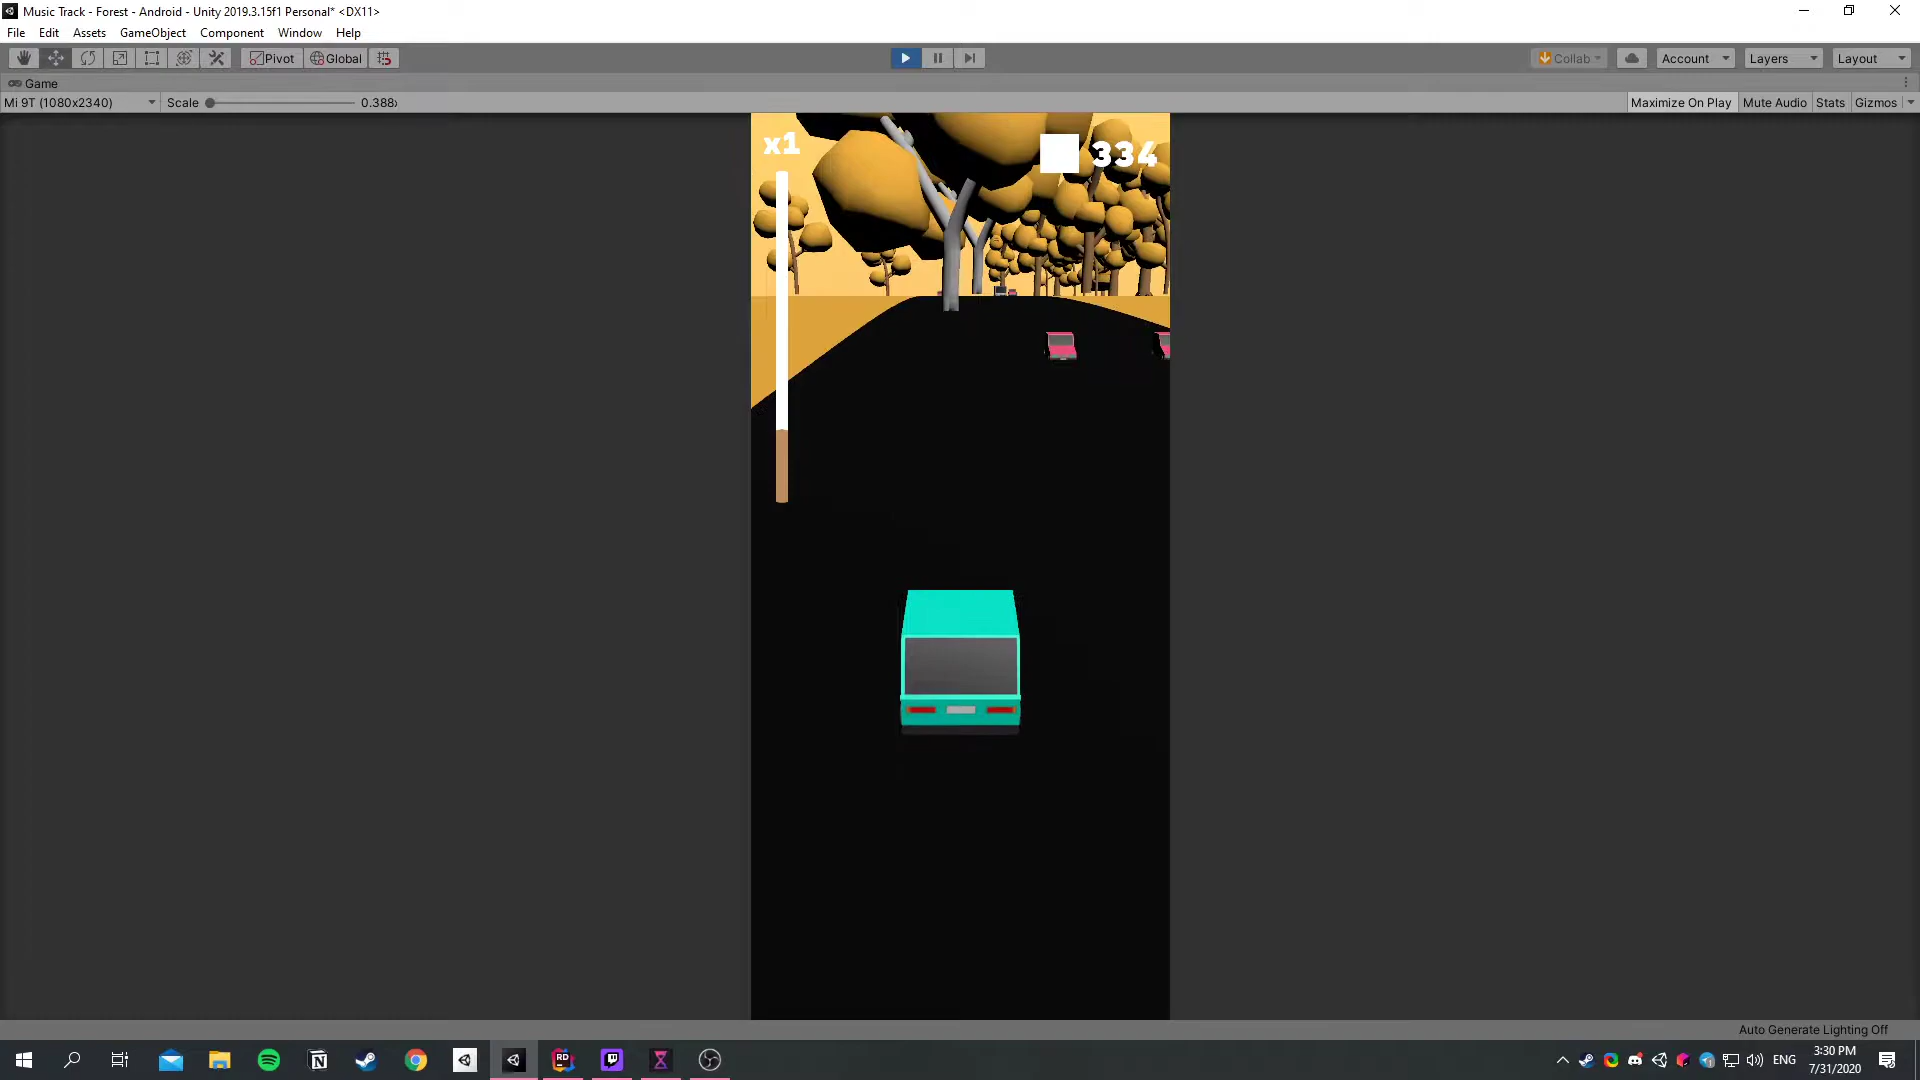 Music Track - Forest - Android - Unity 2019.3.15f1 Personal* <DX11>
File Edit Assets GameObject Component Window Help
Pivot Global Collab Account Layers Layout
Game
Mi 9T (1080x2340) Scale 0.388x Maximize On Play Mute Audio Stats Gizmos
x1 334
Auto Generate Lighting Off
RD
ENG 3:30 PM
7/31/2020